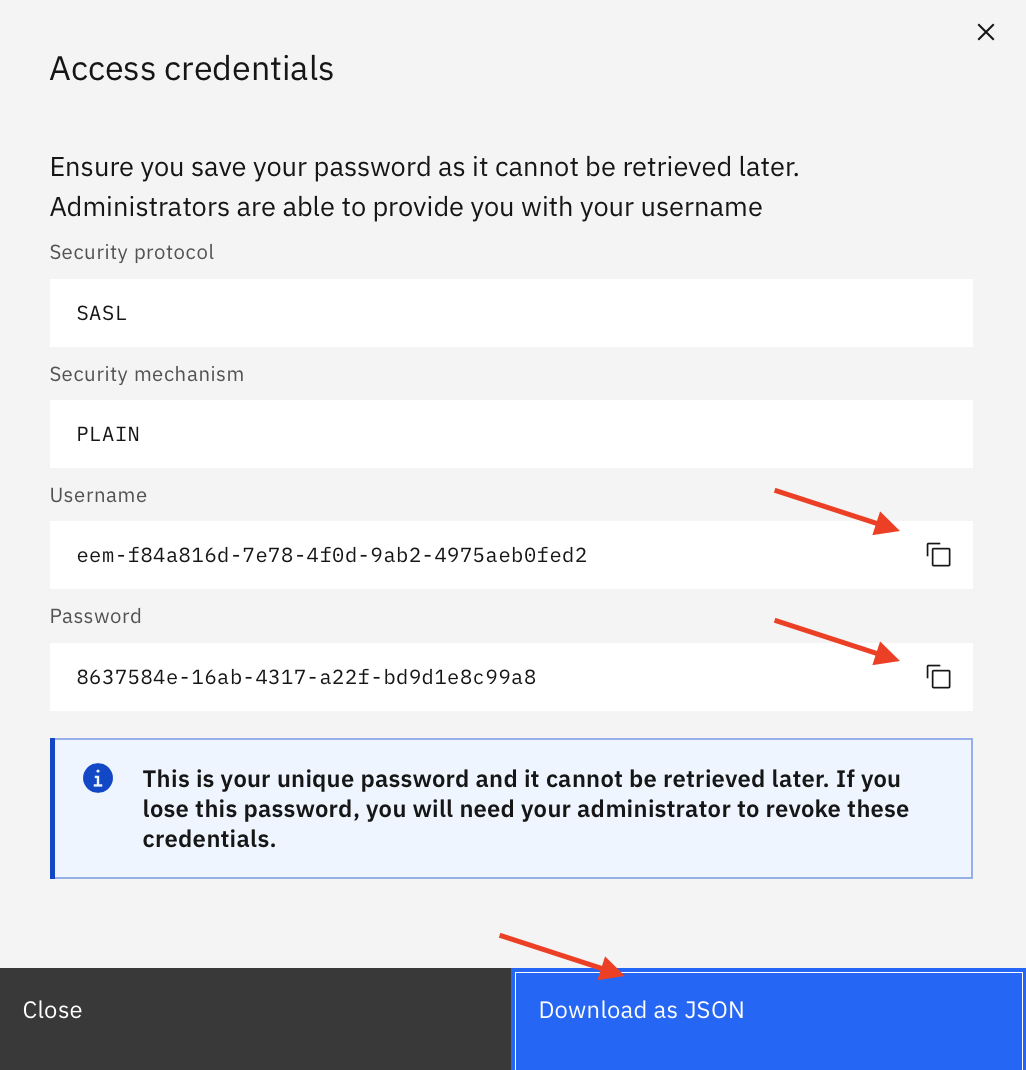 Access credentials
Ensure you save your password as it cannot be retrieved later.
Administrators are able to provide you with your username
Security protocol
SASL
Security mechanism
PLAIN
Username
eem-f84a816d-7e78-4f0d-9ab2-4975aeb0fed2
Password
8637584e-16ab-4317-a22f-bd9d1e8c99a8
This is your unique password and it cannot be retrieved later. If you
lose this password, you will need your administrator to revoke these
credentials.
Close
Download as JSON